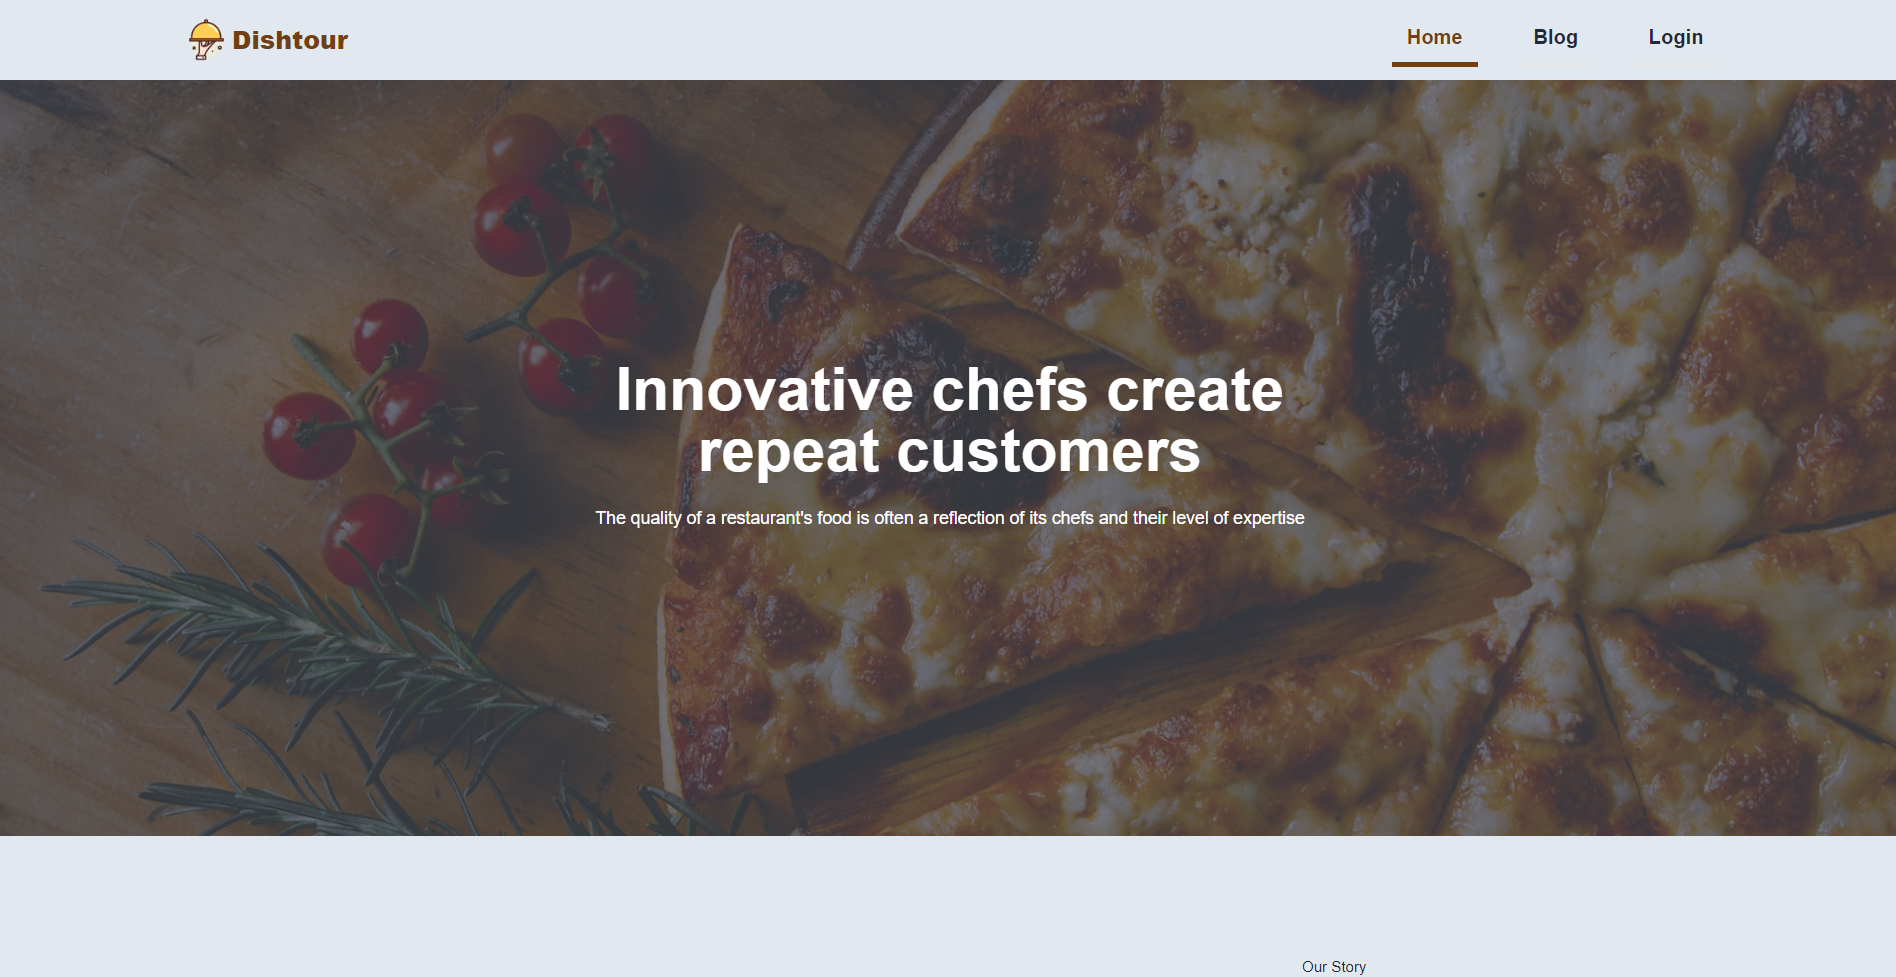 Dishtour
Home
Blog
Login
Innovative chefs create
repeat customers
The quality of a restaurant's food is often a reflection of its chefs and their level of expertise
Our Story